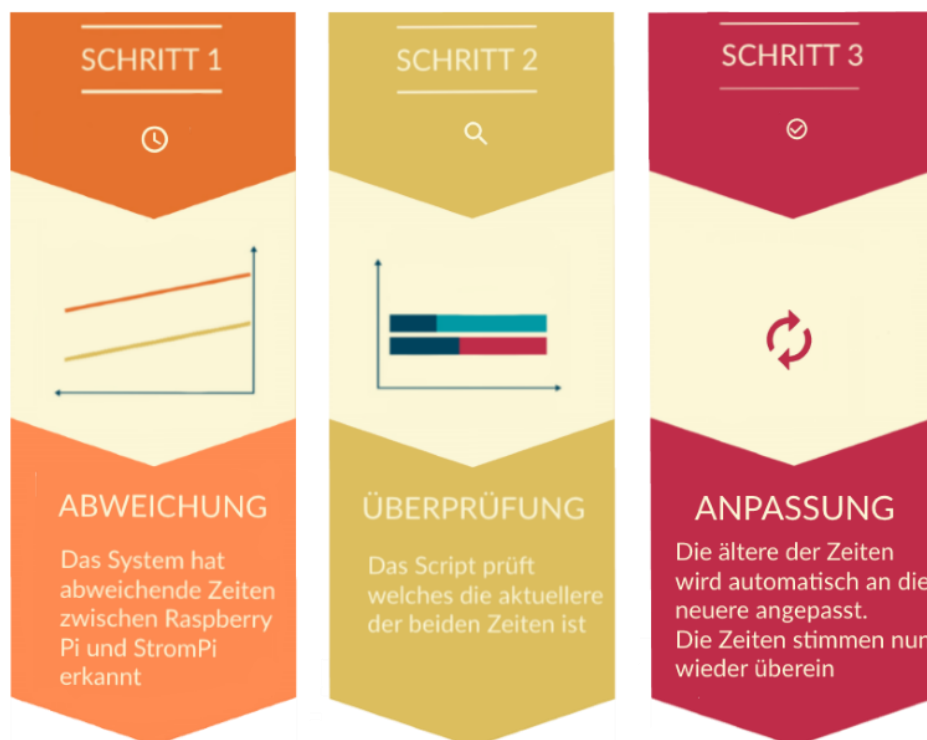 SCHRITT 1
ABWEICHUNG
Das System hat
abweichende Zeiten
zwischen Raspberry
Pi und StromPi
erkannt
SCHRITT 2
ÜBERPRÜFUNG
Das Script prüft
welches die aktuellere
der beiden Zeiten ist
SCHRITT 3
ANPASSUNG
Die ältere der Zeiten
wird automatisch an die
neuere angepasst.
Die Zeiten stimmen nun
wieder überein